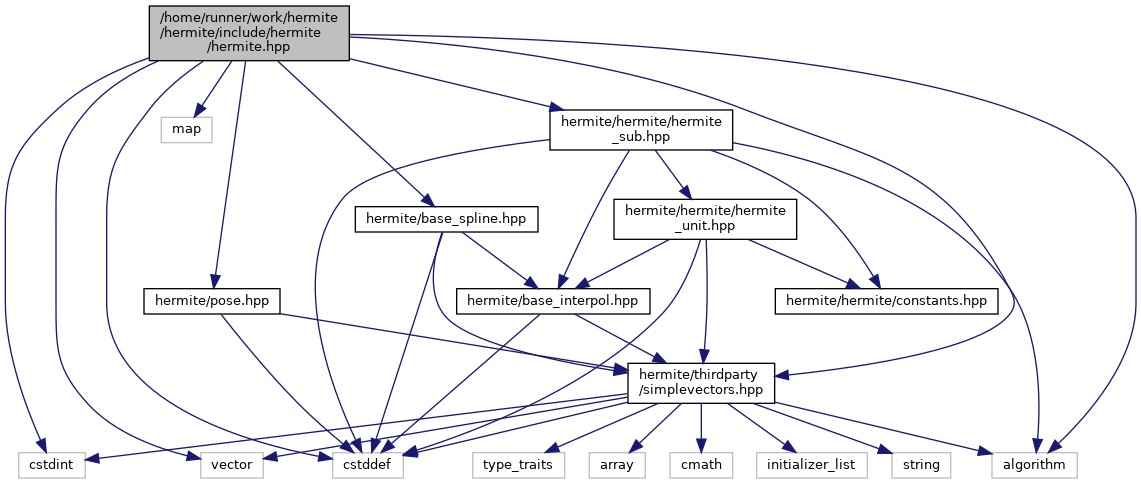 /home/runner/work/hermite
/hermite/include/hermite
/hermite.hpp
hermite/hermite/hermite
_sub.hpp
map
hermite/base_spline.hpp
hermite/hermite/hermite
_unit.hpp
hermite/pose.hpp
hermite/base_interpol.hpp
hermite/hermite/constants.hpp
hermite/thirdparty
/simplevectors.hpp
cstdint
vector
cstddef
type_traits
array
cmath
initializer_list
string
algorithm